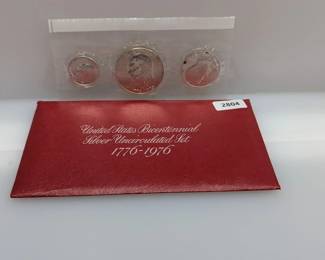 2804
United States Bicentennial
Silver Uncirculated Set
1776-1976